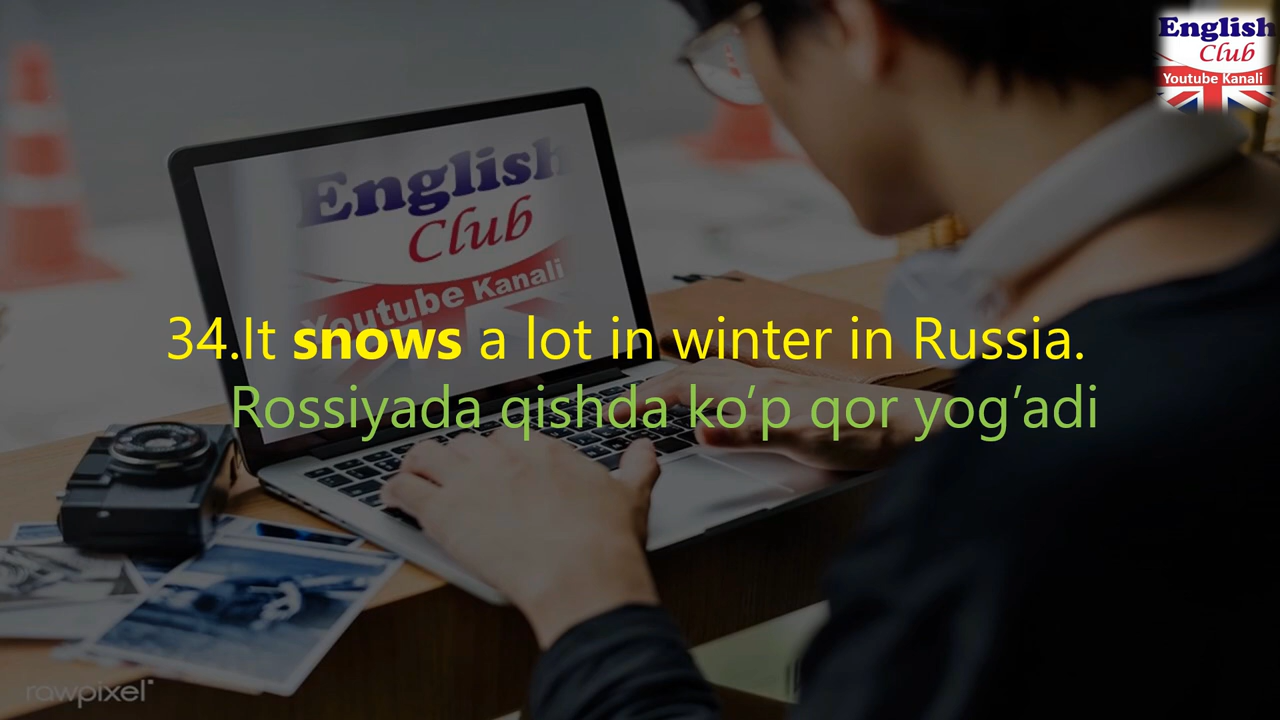 English
Club
Youtube Kanali
English
Club
Youtube Kanali
34.It snows a lot in winter in Russia.
Rossiyada qishda ko‘p qor yog‘adi
rawpixel